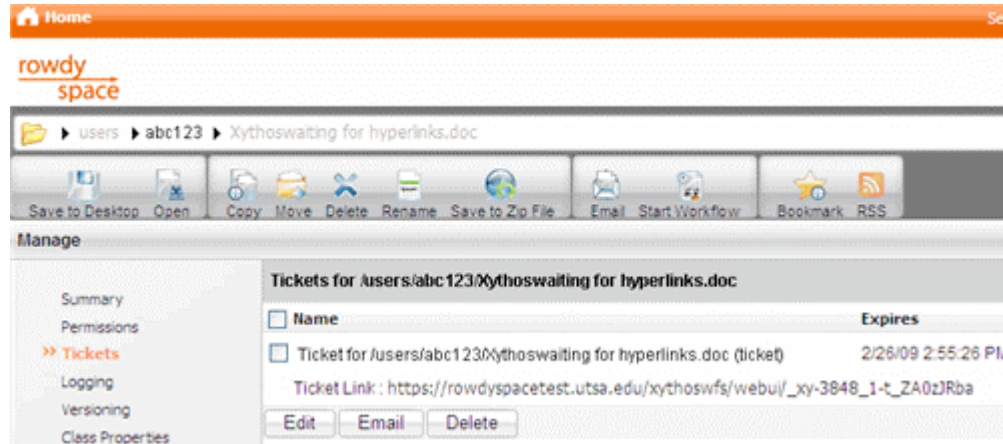 Home
rowdy
space
users abc123 Xythoswaiting for hyperlinks.doc
Save to Desktop Open Copy Move Delete Rename Save to Zip File Email Start Workflow Bookmark RSS
Manage
Tickets for /users/abc123/Xythoswaiting for hyperlinks.doc
Summary
Name Expires
Permissions
Tickets
Ticket for /users/abc123/Xythoswaiting for hyperlinks.doc (ticket) 2/26/09 2:55:26 PM
Logging
Ticket Link : https://rowdyspacetest.utsa.edu/xythoswfs/webui/_xy-3848_1-t_ZA0zJRba
Versioning
Edit Email Delete
Class Properties